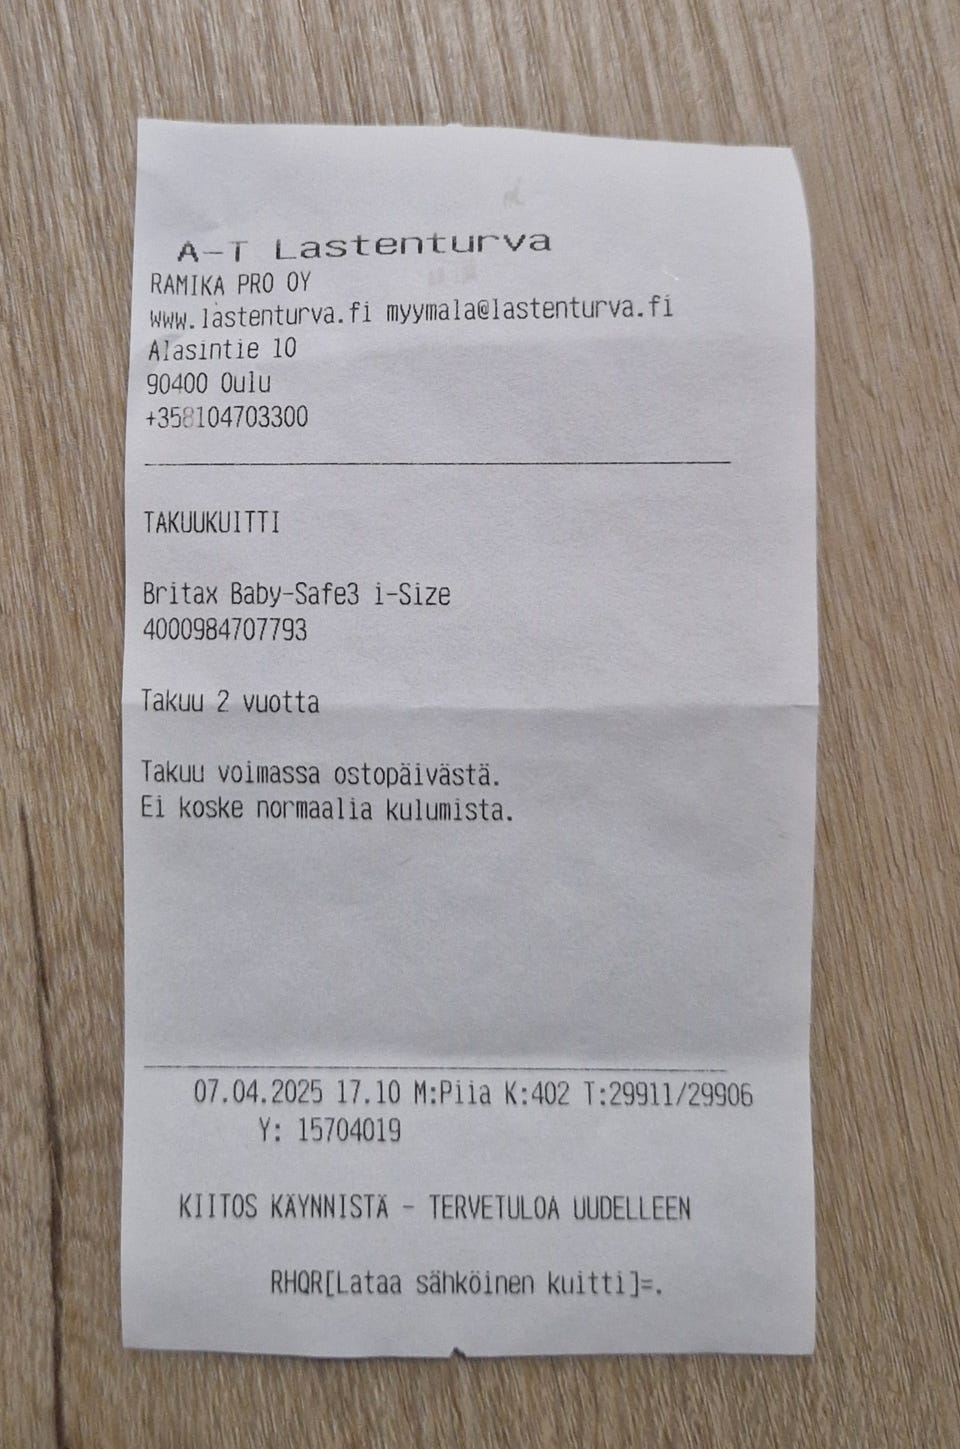 A-T Lastenturva
RAMIKA PRO OY
www.lastenturva.fi myymala@lastenturva.fi
Alasintie 10
90400 Oulu
+358104703300
TAKUUKUITTI
Britax Baby-Safe3 i-Size
4000984707793
Takuu 2 vuotta
Takuu voimassa ostopäivästä.
Ei koske normaalia kulumista.
07.04.2025 17.10 M:Piia K:402 T:29911/29906
Y: 15704019
KIITOS KÄYNNISTÄ - TERVETULOA UUDELLEEN
RHQR[Lataa sähköinen kuitti]=.